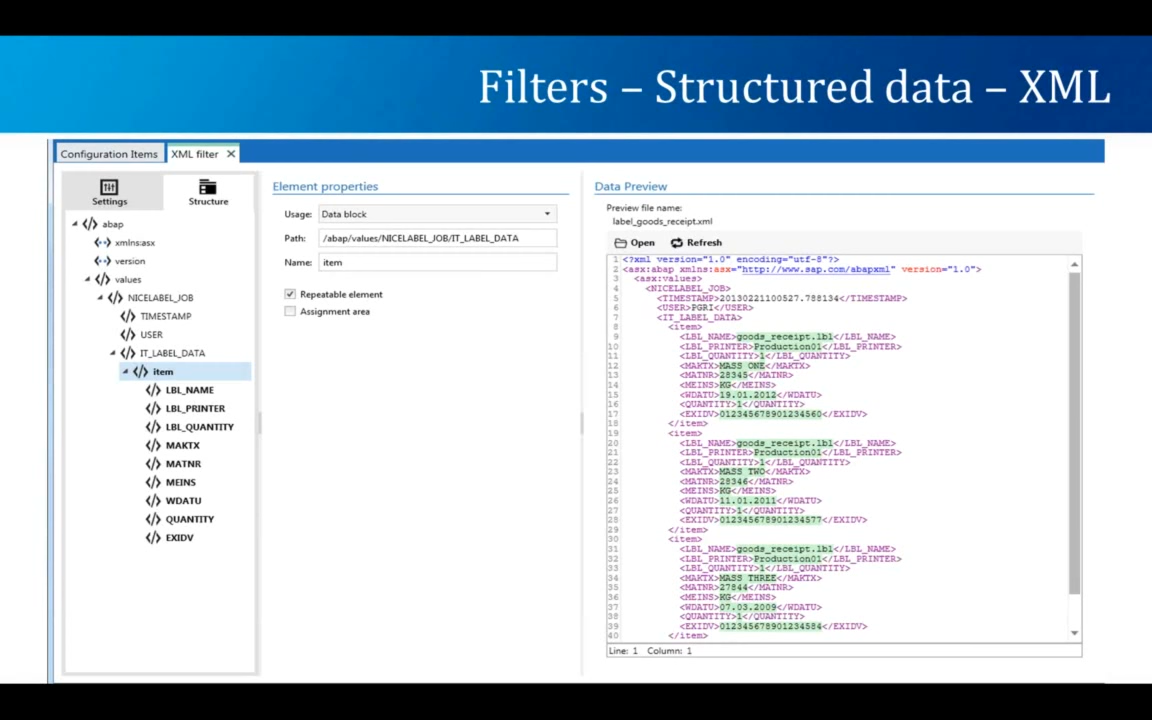 Filters – Structured data – XML
Configuration Items
XML filter
Settings
Structure
abap
xmlns:asx
version
values
NICELABEL_JOB
TIMESTAMP
USER
IT_LABEL_DATA
item
LBL_NAME
LBL_PRINTER
LBL_QUANTITY
MAKTX
MATNR
MEINS
WDATU
QUANTITY
EXIDV
Element properties
Usage: Data block
Path: /abap/values/NICELABEL_JOB/IT_LABEL_DATA
Name: item
Repeatable element
Assignment area
Data Preview
Preview file name:
label_goods_receipt.xml
Open Refresh
1 <?xml version="1.0" encoding="utf-8"?>
2 <asx:abap xmlns:asx="http://www.sap.com/abapxml" version="1.0">
3 <asx:values>
4 <NICELABEL_JOB>
5 <TIMESTAMP>20130221100527.788134</TIMESTAMP>
6 <USER>PGRI</USER>
7 <IT_LABEL_DATA>
8 <item>
9 <LBL_NAME>goods_receipt.lbl</LBL_NAME>
10 <LBL_PRINTER>Production01</LBL_PRINTER>
11 <LBL_QUANTITY>1</LBL_QUANTITY>
12 <MAKTX>MASS ONE</MAKTX>
13 <MATNR>28345</MATNR>
14 <MEINS>KG</MEINS>
15 <WDATU>19.01.2012</WDATU>
16 <QUANTITY>1</QUANTITY>
17 <EXIDV>012345678901234560</EXIDV>
18 </item>
19 <item>
20 <LBL_NAME>goods_receipt.lbl</LBL_NAME>
21 <LBL_PRINTER>Production01</LBL_PRINTER>
22 <LBL_QUANTITY>1</LBL_QUANTITY>
23 <MAKTX>MASS TWO</MAKTX>
24 <MATNR>28346</MATNR>
25 <MEINS>KG</MEINS>
26 <WDATU>11.01.2011</WDATU>
27 <QUANTITY>1</QUANTITY>
28 <EXIDV>012345678901234577</EXIDV>
29 </item>
30 <item>
31 <LBL_NAME>goods_receipt.lbl</LBL_NAME>
32 <LBL_PRINTER>Production01</LBL_PRINTER>
33 <LBL_QUANTITY>1</LBL_QUANTITY>
34 <MAKTX>MASS THREE</MAKTX>
35 <MATNR>27844</MATNR>
36 <MEINS>KG</MEINS>
37 <WDATU>07.03.2009</WDATU>
38 <QUANTITY>1</QUANTITY>
39 <EXIDV>012345678901234584</EXIDV>
40 </item>
Line: 1 Column: 1